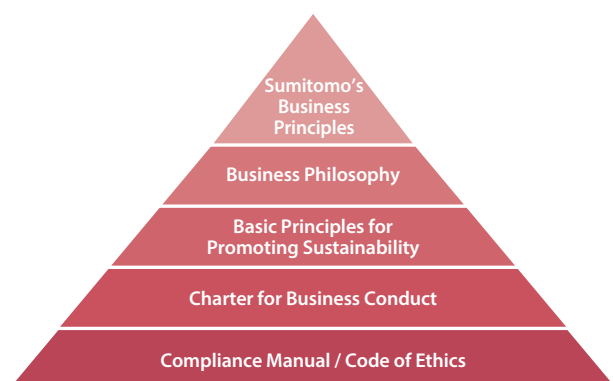 Sumitomo’s
Business
Principles
Business Philosophy
Basic Principles for
Promoting Sustainability
Charter for Business Conduct
Compliance Manual / Code of Ethics